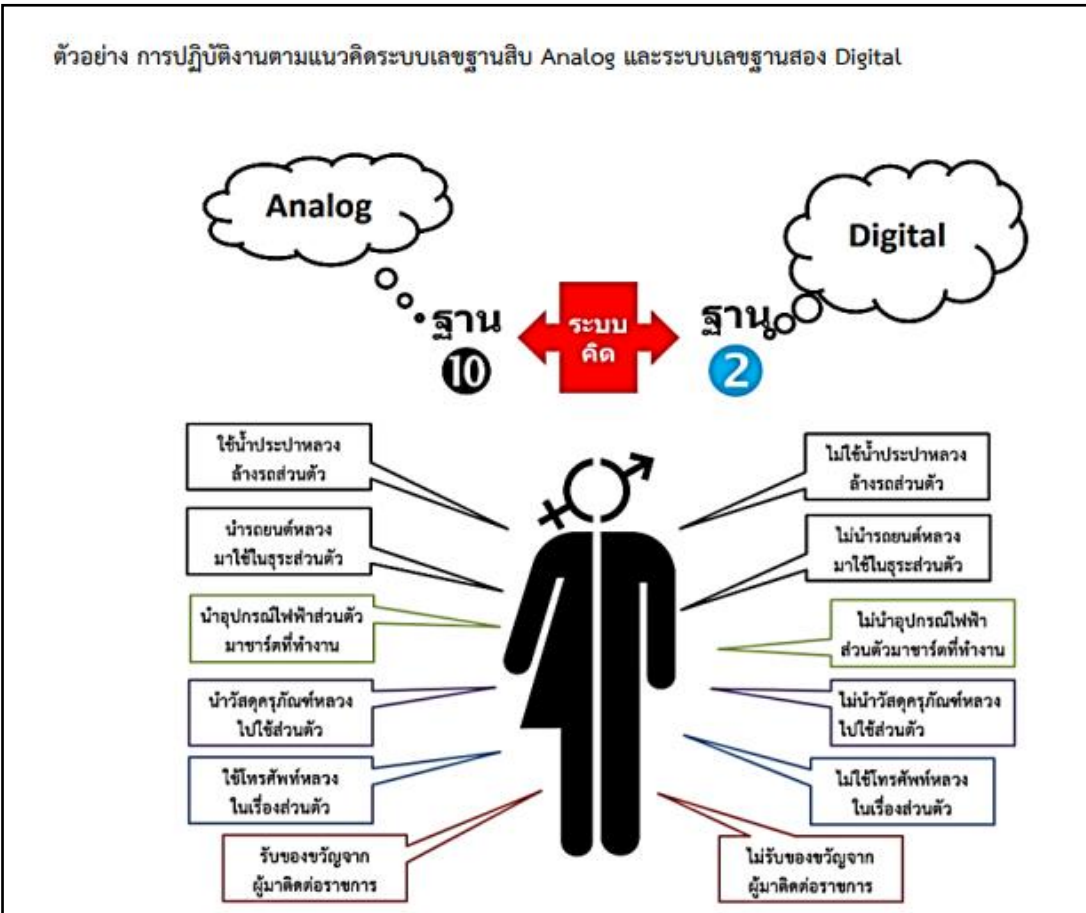 ตัวอย่าง การปฏิบัติงานตามแนวคิดระบบเลขฐานสิบ Analog และระบบเลขฐานสอง Digital
Analog
Digital
ฐาน
10
ระบบ
คิด
ฐาน
2
ใช้น้ำประปาหลวง
ล้างรถส่วนตัว
นำรถยนต์หลวง
มาใช้ในธุระส่วนตัว
นำอุปกรณ์ไฟฟ้าส่วนตัว
มาชาร์ตที่ทำงาน
นำวัสดุครุภัณฑ์หลวง
ไปใช้ส่วนตัว
ใช้โทรศัพท์หลวง
ในเรื่องส่วนตัว
รับของขวัญจาก
ผู้มาติดต่อราชการ
ไม่ใช้น้ำประปาหลวง
ล้างรถส่วนตัว
ไม่นำรถยนต์หลวง
มาใช้ในธุระส่วนตัว
ไม่นำอุปกรณ์ไฟฟ้า
ส่วนตัวมาชาร์ตที่ทำงาน
ไม่นำวัสดุครุภัณฑ์หลวง
ไปใช้ส่วนตัว
ไม่ใช้โทรศัพท์หลวง
ในเรื่องส่วนตัว
ไม่รับของขวัญจาก
ผู้มาติดต่อราชการ